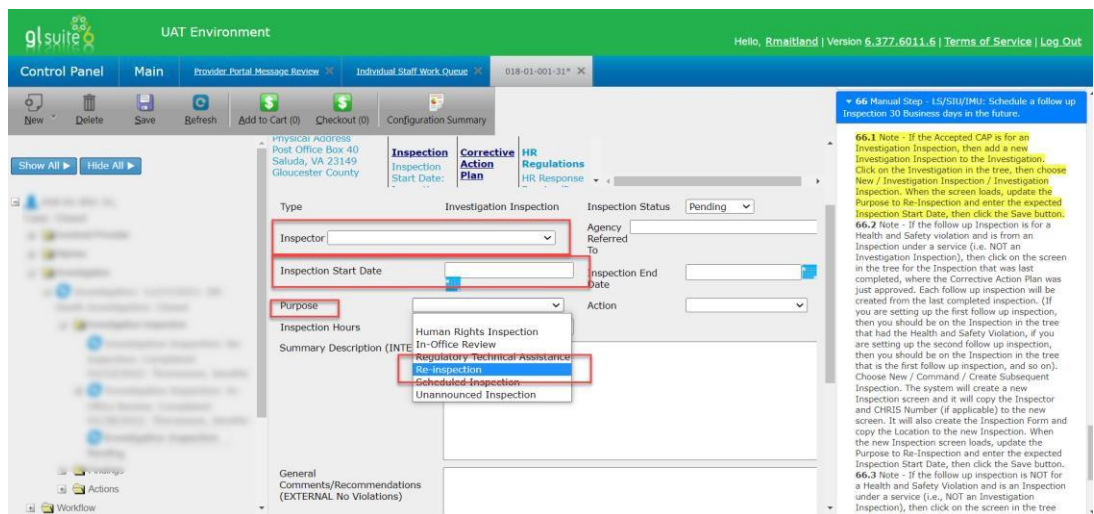 gl suite 6
UAT Environment
Hello, Rmaitland | Version 6.377.6011.6 | Terms of Service | Log Out
Control Panel
Main
Provider Portal Message Review
Individual Staff Work Queue
018-01-001-31*
New
Delete
Save
Refresh
Add to Cart (0)
Checkout (0)
Configuration Summary
Show All
Hide All
Findings
Actions
Workflow
Physical Address
Post Office Box 40
Saluda, VA 23149
Gloucester County
Inspection
Inspection
Start Date:
Corrective
Action
Plan
HR
Regulations
HR Response
Type
Investigation Inspection
Inspection Status
Pending
Inspector
Agency
Referred
To
Inspection Start Date
Inspection End
Date
Purpose
Action
Inspection Hours
Summary Description (INTE
Human Rights Inspection
In-Office Review
Regulatory Technical Assistance
Re-inspection
Scheduled Inspection
Unannounced Inspection
General
Comments/Recommendations
(EXTERNAL No Violations)
66 Manual Step - LS/SIU/IMU: Schedule a follow up
Inspection 30 Business days in the future.
66.1 Note - If the Accepted CAP is for an
Investigation Inspection, then add a new
Investigation Inspection to the Investigation.
Click on the Investigation in the tree, then choose
New / Investigation Inspection / Investigation
Inspection. When the screen loads, update the
Purpose to Re-Inspection and enter the expected
Inspection Start Date, then click the Save button.
66.2 Note - If the follow up Inspection is for a
Health and Safety violation and is from an
Inspection under a service (i.e. NOT an
Investigation Inspection), then click on the screen
in the tree for the Inspection that was last
completed, where the Corrective Action Plan was
just approved. Each follow up inspection will be
created from the last completed inspection. (If
you are setting up the first follow up inspection,
then you should be on the Inspection in the tree
that had the Health and Safety Violation, if you
are setting up the second follow up inspection,
then you should be on the Inspection in the tree
that is the first follow up inspection, and so on).
Choose New / Command / Create Subsequent
Inspection. The system will create a new
Inspection screen and it will copy the Inspector
and CHRIS Number (if applicable) to the new
screen. It will also create the Inspection Form and
copy the Location to the new Inspection. When
the new Inspection screen loads, update the
Purpose to Re-Inspection and enter the expected
Inspection Start Date, then click the Save button.
66.3 Note - If the follow up inspection is NOT for
a Health and Safety Violation and is an Inspection
under a service (i.e., NOT an Investigation
Inspection), then click on the screen in the tree